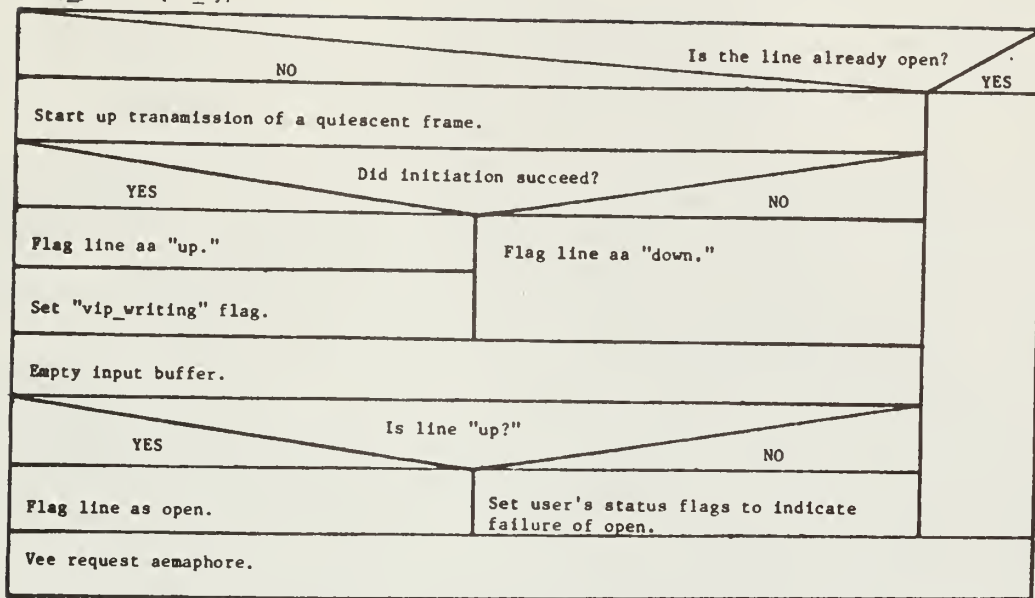 Is the line already open?
NO
YES
Start up tranamission of a quiescent frame.
Did initiation succeed?
YES
NO
Flag line aa "up."
Flag line aa "down."
Set "vip_writing" flag.
Empty input buffer.
Is line "up?"
YES
NO
Flag line as open.
Set user's status flags to indicate
failure of open.
Vee request aemaphore.